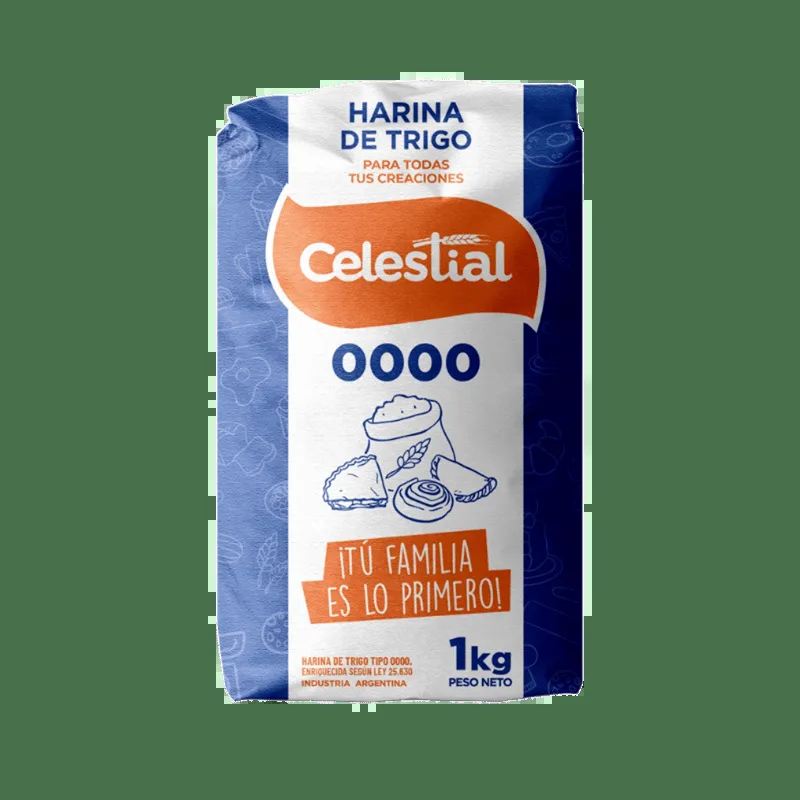 HARINA
DE TRIGO
PARA TODAS
TUS CREACIONES
Celestial
0000
¡TÚ FAMILIA
ES LO PRIMERO!
HARINA DE TRIGO TIPO 0000.
ENRIQUECIDA SEGÚN LEY 25.630
INDUSTRIA ARGENTINA
1kg
PESO NETO